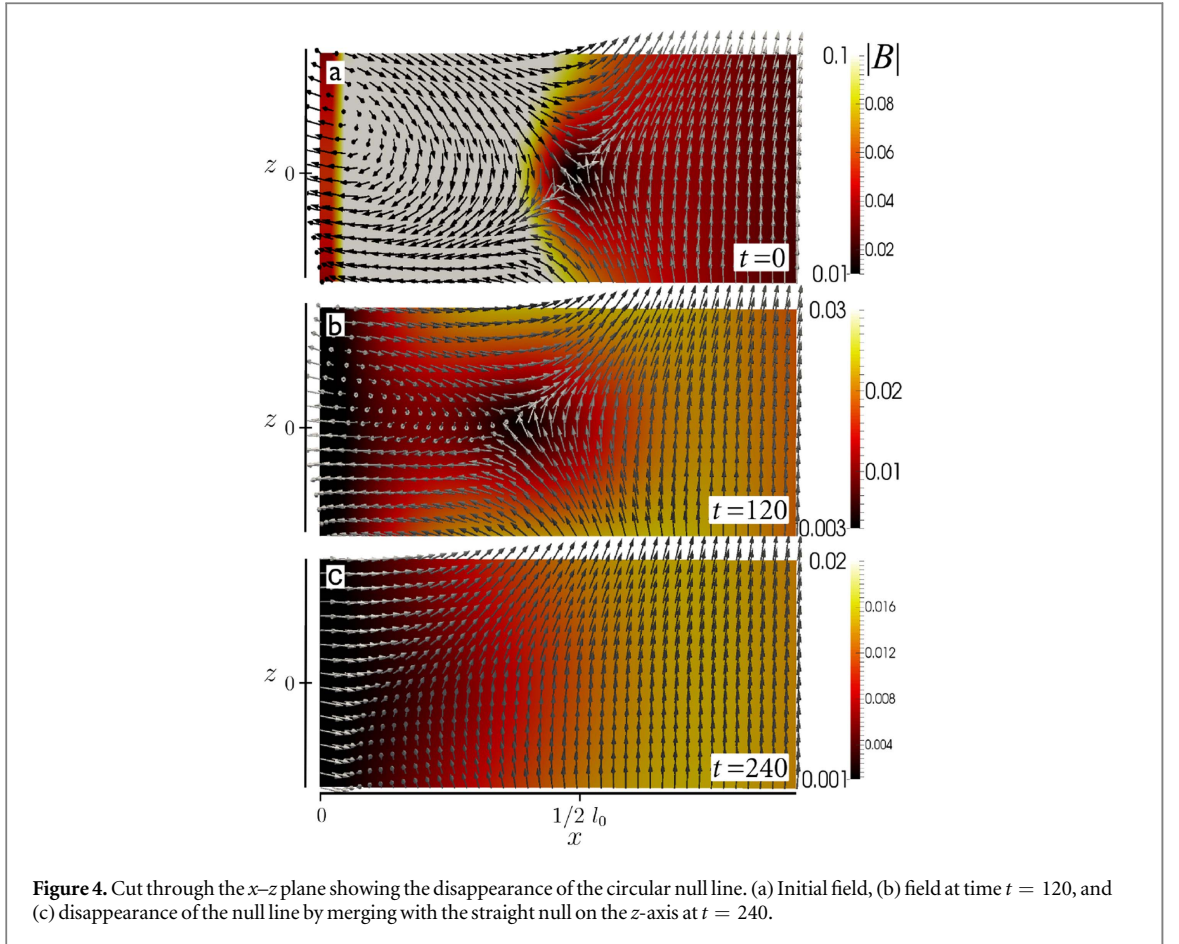 a
0.1
|B|
0.08
0.06
z 0
0.04
0.02
t=0
0.01
b
0.03
0.02
z 0
0.01
t=120
0.003
c
0.02
0.016
0.012
z 0
0.008
0.004
t=240
0.001
0
1/2 l₀
x
Figure 4. Cut through the x–z plane showing the disappearance of the circular null line. (a) Initial field, (b) field at time t = 120, and
(c) disappearance of the null line by merging with the straight null on the z-axis at t = 240.